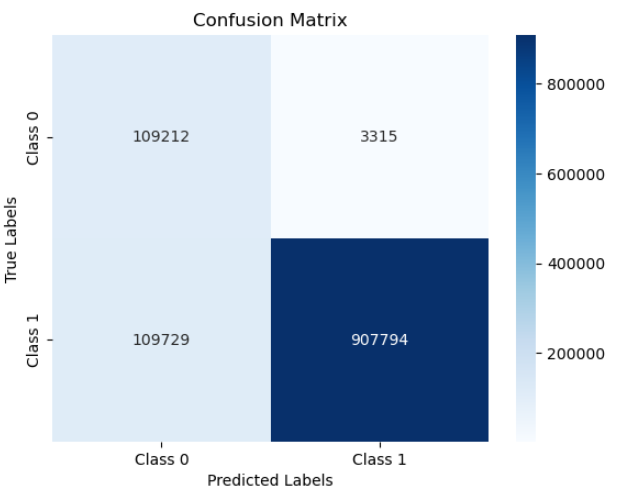 Confusion Matrix
True Labels
Class 0
109212
3315
Class 1
109729
907794
Class 0
Class 1
Predicted Labels
800000
600000
400000
200000